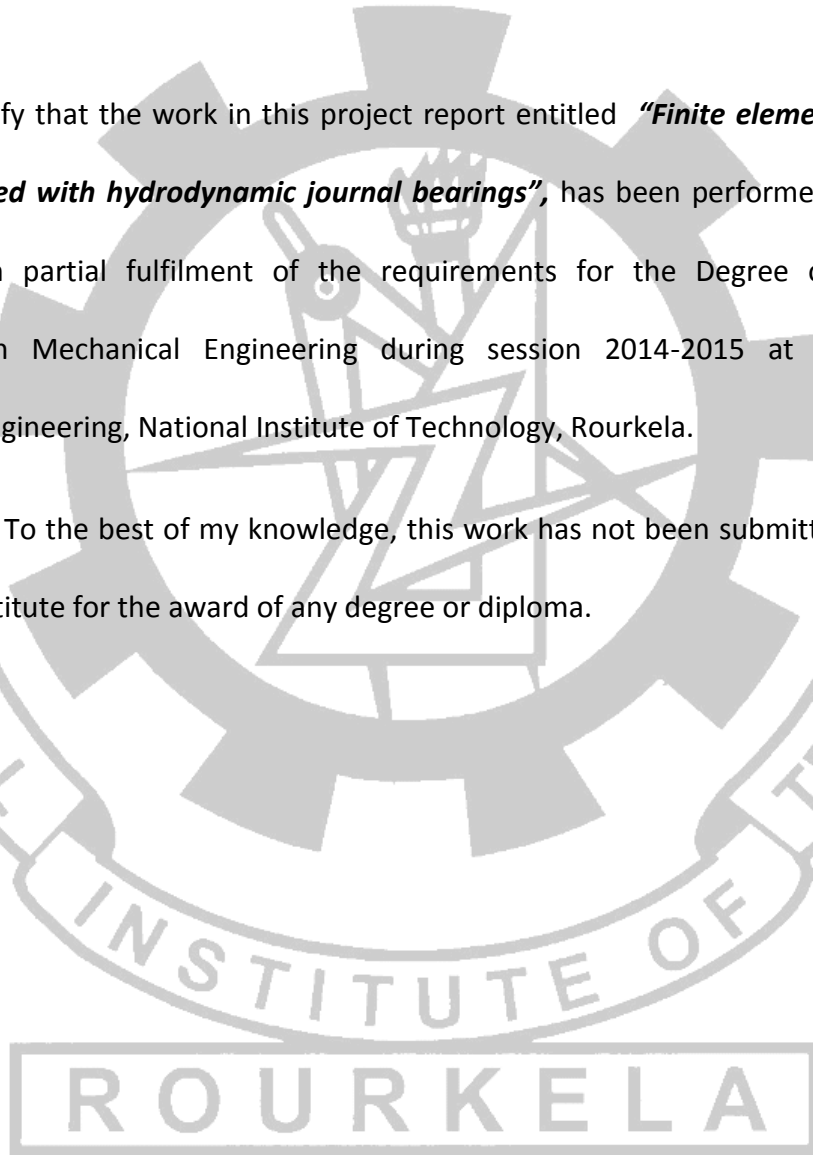 fy that the work in this project report entitled “Finite eleme
ed with hydrodynamic journal bearings”, has been performe
partial fulfilment of the requirements for the Degree
Mechanical Engineering during session 2014-2015 at
gineering, National Institute of Technology, Rourkela.
To the best of my knowledge, this work has not been submitt
titute for the award of any degree or diploma.
INSTITUTE OF
ROURKELA